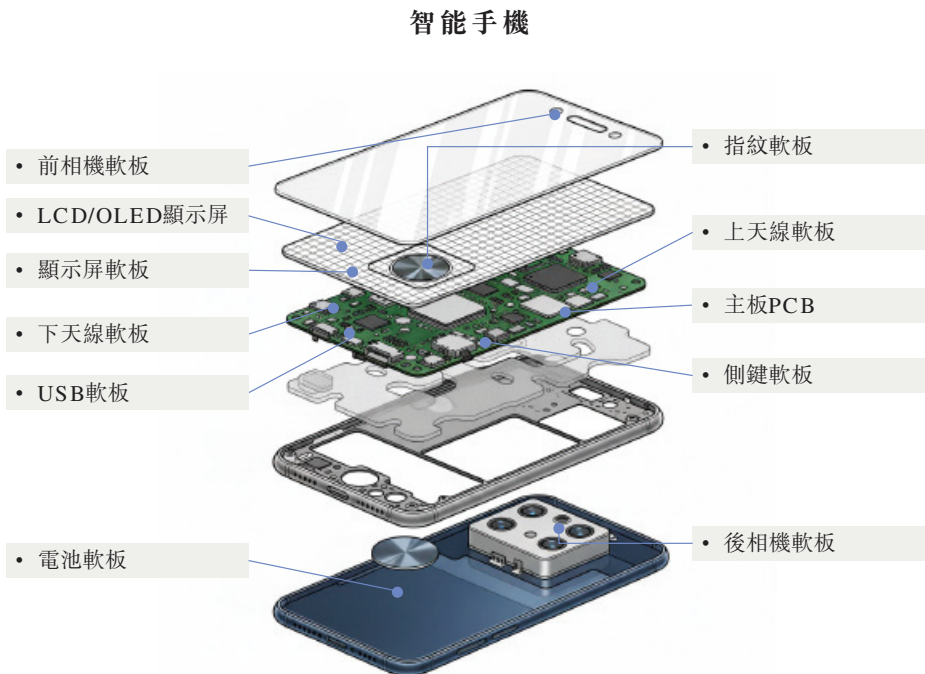 智能手機
• 前相機軟板
• LCD/OLED顯示屏
• 顯示屏軟板
• 下天線軟板
• USB軟板
• 電池軟板
• 指紋軟板
• 上天線軟板
• 主板PCB
• 側鍵軟板
• 後相機軟板